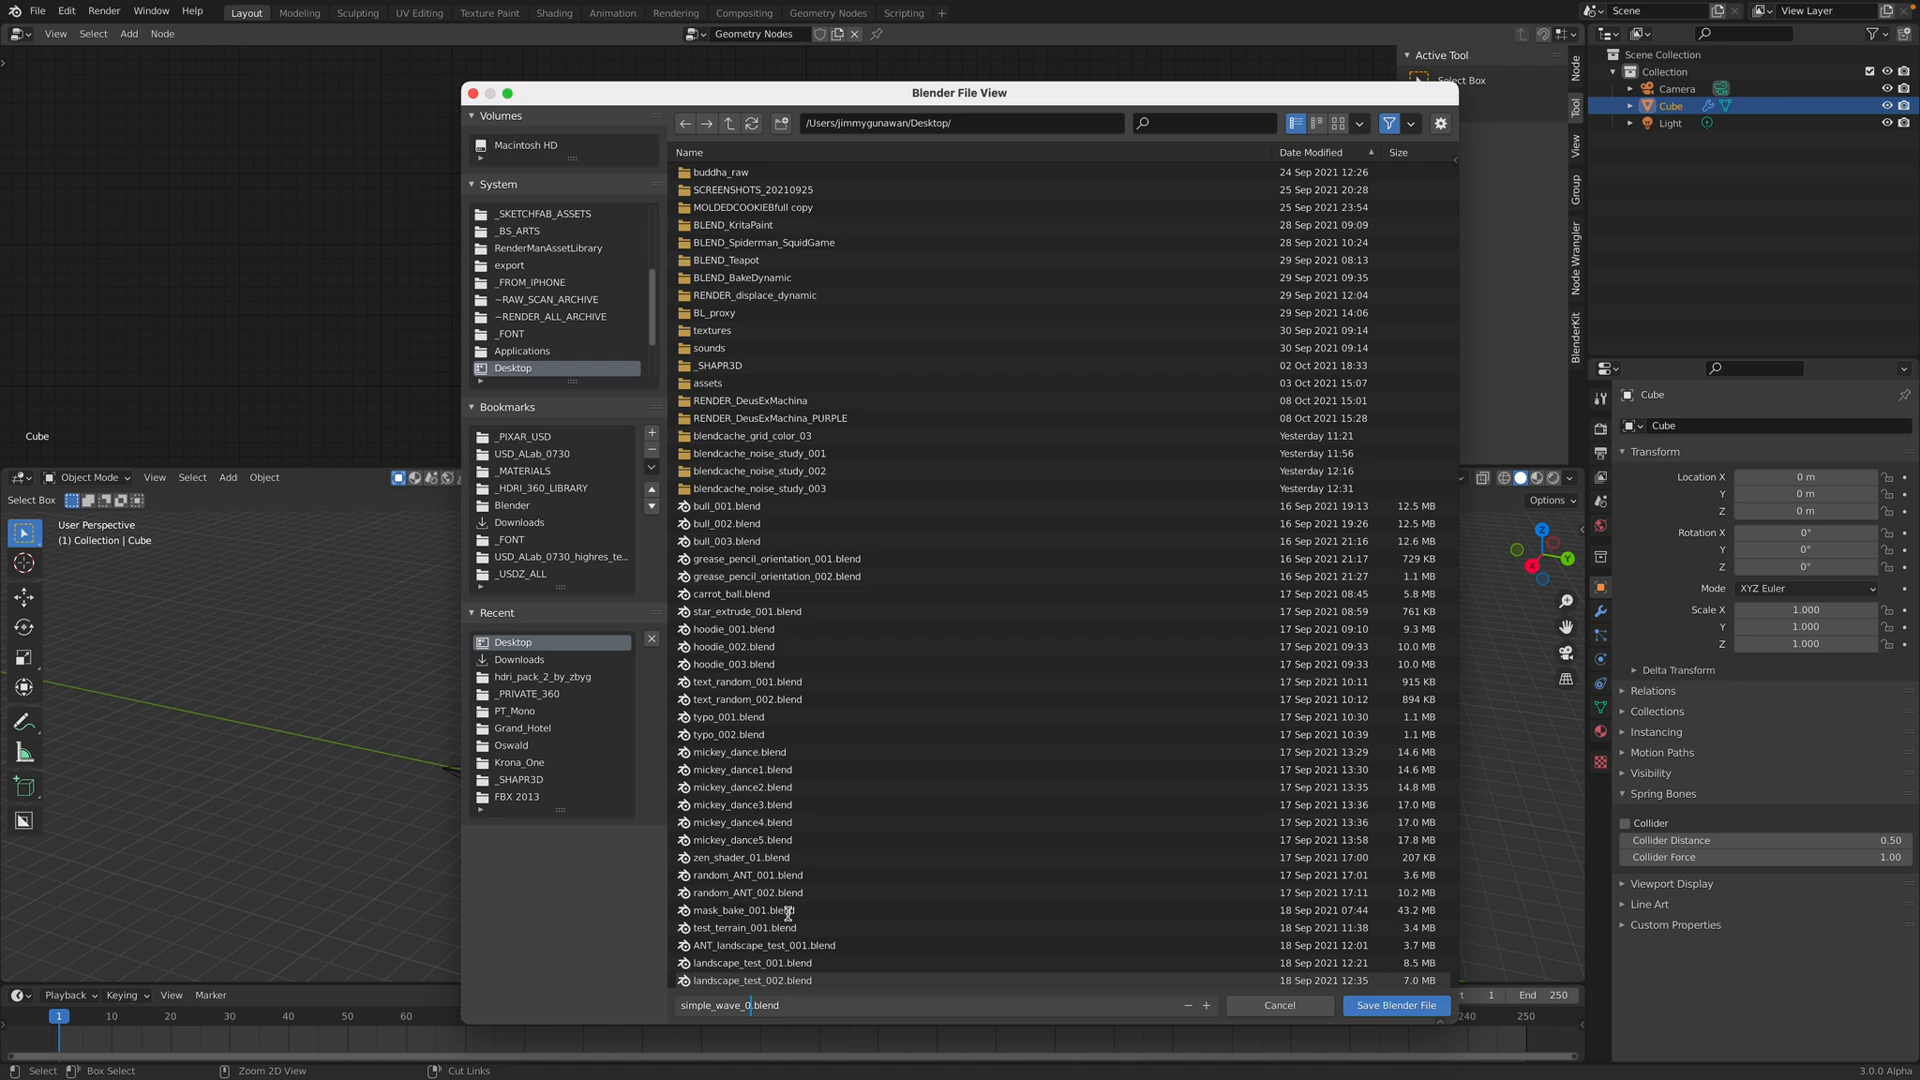 File Edit Render Window Help Layout Modeling Sculpting UV Editing Texture Paint Shading Animation Rendering Compositing Geometry Nodes Scripting + Scene View Layer
View Select Add Node Geometry Nodes
Active Tool
Select Box
Node
Tool
View
Group
Node Wrangler
BlenderKit
Cube
Object Mode View Select Add Object
Select Box
User Perspective
(1) Collection | Cube
Options
Z
Y
X
Blender File View
Volumes
Macintosh HD
System
_SKETCHFAB_ASSETS
_BS_ARTS
RenderManAssetLibrary
export
_FROM_IPHONE
~RAW_SCAN_ARCHIVE
~RENDER_ALL_ARCHIVE
_FONT
Applications
Desktop
Bookmarks
_PIXAR_USD
USD_ALab_0730
_MATERIALS
_HDRI_360_LIBRARY
Blender
Downloads
_FONT
USD_ALab_0730_highres_te...
_USDZ_ALL
Recent
Desktop
Downloads
hdri_pack_2_by_zbyg
_PRIVATE_360
PT_Mono
Grand_Hotel
Oswald
Krona_One
_SHAPR3D
FBX 2013
/Users/jimmygunawan/Desktop/
Name Date Modified Size
buddha_raw 24 Sep 2021 12:26
SCREENSHOTS_20210925 25 Sep 2021 20:28
MOLDEDCOOKIEBfull copy 25 Sep 2021 23:54
BLEND_KritaPaint 28 Sep 2021 09:09
BLEND_Spiderman_SquidGame 28 Sep 2021 10:24
BLEND_Teapot 29 Sep 2021 08:13
BLEND_BakeDynamic 29 Sep 2021 09:35
RENDER_displace_dynamic 29 Sep 2021 12:04
BL_proxy 29 Sep 2021 14:06
textures 30 Sep 2021 09:14
sounds 30 Sep 2021 09:14
_SHAPR3D 02 Oct 2021 18:33
assets 03 Oct 2021 15:07
RENDER_DeusExMachina 08 Oct 2021 15:01
RENDER_DeusExMachina_PURPLE 08 Oct 2021 15:28
blendcache_grid_color_03 Yesterday 11:21
blendcache_noise_study_001 Yesterday 11:56
blendcache_noise_study_002 Yesterday 12:16
blendcache_noise_study_003 Yesterday 12:31
bull_001.blend 16 Sep 2021 19:13 12.5 MB
bull_002.blend 16 Sep 2021 19:26 12.5 MB
bull_003.blend 16 Sep 2021 21:16 12.6 MB
grease_pencil_orientation_001.blend 16 Sep 2021 21:17 729 KB
grease_pencil_orientation_002.blend 16 Sep 2021 21:27 1.1 MB
carrot_ball.blend 17 Sep 2021 08:45 5.8 MB
star_extrude_001.blend 17 Sep 2021 08:59 761 KB
hoodie_001.blend 17 Sep 2021 09:10 9.3 MB
hoodie_002.blend 17 Sep 2021 09:33 10.0 MB
hoodie_003.blend 17 Sep 2021 09:33 10.0 MB
text_random_001.blend 17 Sep 2021 10:11 915 KB
text_random_002.blend 17 Sep 2021 10:12 894 KB
typo_001.blend 17 Sep 2021 10:30 1.1 MB
typo_002.blend 17 Sep 2021 10:39 1.1 MB
mickey_dance.blend 17 Sep 2021 13:29 14.6 MB
mickey_dance1.blend 17 Sep 2021 13:30 14.6 MB
mickey_dance2.blend 17 Sep 2021 13:35 14.8 MB
mickey_dance3.blend 17 Sep 2021 13:36 17.0 MB
mickey_dance4.blend 17 Sep 2021 13:36 17.0 MB
mickey_dance5.blend 17 Sep 2021 13:58 17.8 MB
zen_shader_01.blend 17 Sep 2021 17:00 207 KB
random_ANT_001.blend 17 Sep 2021 17:01 3.6 MB
random_ANT_002.blend 17 Sep 2021 17:11 10.2 MB
mask_bake_001.blend 18 Sep 2021 07:44 43.2 MB
test_terrain_001.blend 18 Sep 2021 11:38 3.4 MB
ANT_landscape_test_001.blend 18 Sep 2021 12:01 3.7 MB
landscape_test_001.blend 18 Sep 2021 12:21 8.5 MB
landscape_test_002.blend 18 Sep 2021 12:35 7.0 MB
simple_wave_0.blend − + Cancel Save Blender File
Scene Collection
Collection
Camera
Cube
Light
Cube
Cube
Transform
Location X 0 m
Y 0 m
Z 0 m
Rotation X 0°
Y 0°
Z 0°
Mode XYZ Euler
Scale X 1.000
Y 1.000
Z 1.000
Delta Transform
Relations
Collections
Instancing
Motion Paths
Visibility
Spring Bones
Collider
Collider Distance 0.50
Collider Force 1.00
Viewport Display
Line Art
Custom Properties
Playback Keying View Marker 1 End 250
1 10 20 30 40 50 60 240 250
Select Box Select Zoom 2D View Cut Links 3.0.0 Alpha